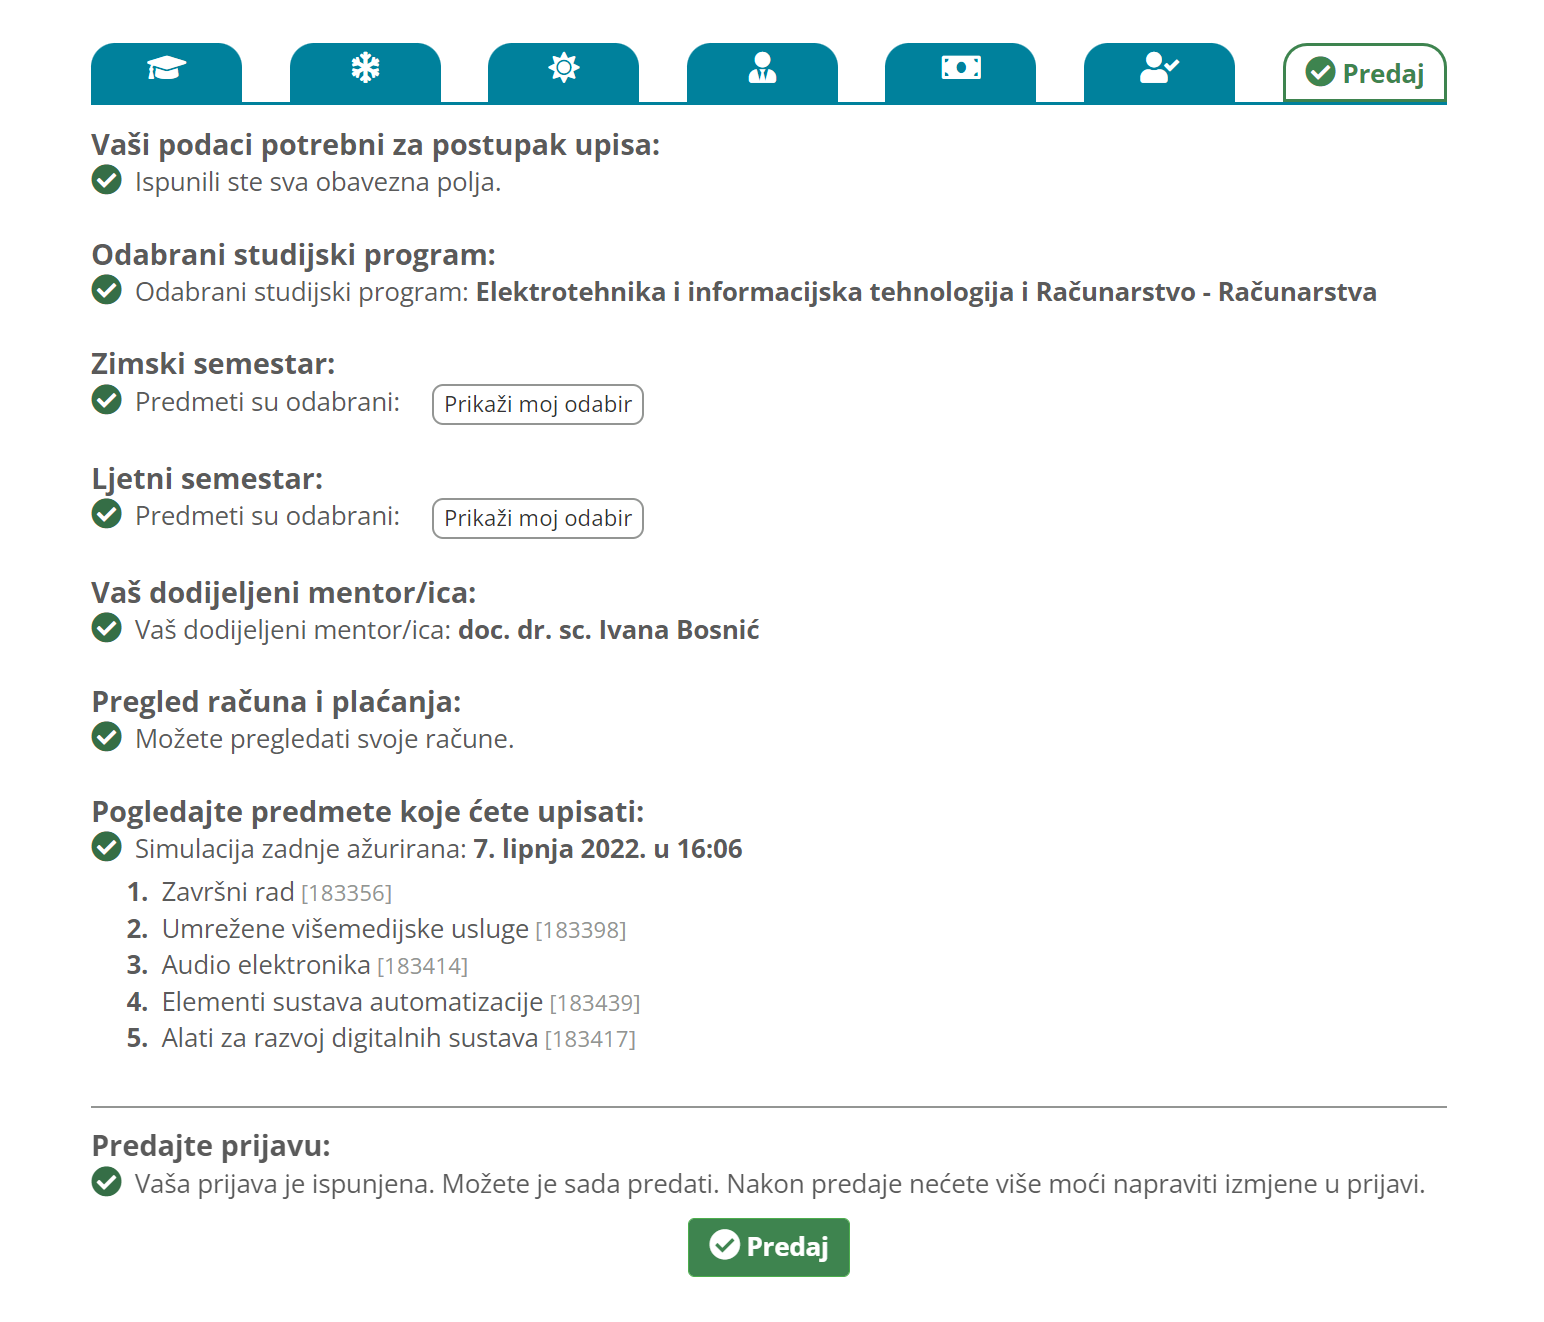 Predaj
Vaši podaci potrebni za postupak upisa:
Ispunili ste sva obavezna polja.
Odabrani studijski program:
Odabrani studijski program: Elektrotehnika i informacijska tehnologija i Računarstvo - Računarstva
Zimski semestar:
Predmeti su odabrani: Prikaži moj odabir
Ljetni semestar:
Predmeti su odabrani: Prikaži moj odabir
Vaš dodijeljeni mentor/ica:
Vaš dodijeljeni mentor/ica: doc. dr. sc. Ivana Bosnić
Pregled računa i plaćanja:
Možete pregledati svoje račune.
Pogledajte predmete koje ćete upisati:
Simulacija zadnje ažurirana: 7. lipnja 2022. u 16:06
1. Završni rad [183356]
2. Umrežene višemedijske usluge [183398]
3. Audio elektronika [183414]
4. Elementi sustava automatizacije [183439]
5. Alati za razvoj digitalnih sustava [183417]
Predajte prijavu:
Vaša prijava je ispunjena. Možete je sada predati. Nakon predaje nećete više moći napraviti izmjene u prijavi.
Predaj